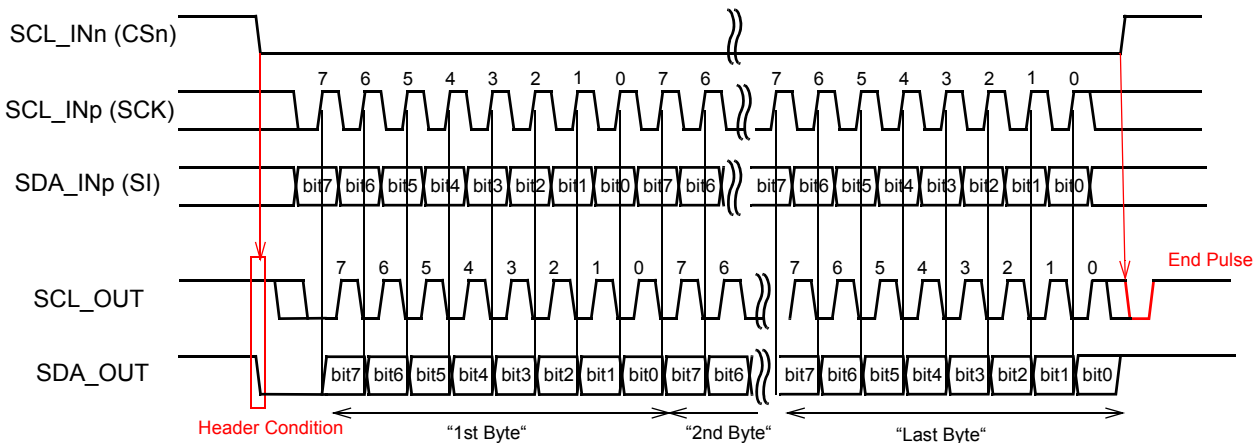 SCL_INn (CSn)
7 6 5 4 3 2 1 0 7 6 7 6 5 4 3 2 1 0
SCL_INp (SCK)
SDA_INp (SI)
bit7 bit6 bit5 bit4 bit3 bit2 bit1 bit0 bit7 bit6 bit7 bit6 bit5 bit4 bit3 bit2 bit1 bit0
End Pulse
7 6 5 4 3 2 1 0 7 6 7 6 5 4 3 2 1 0
SCL_OUT
SDA_OUT
bit7 bit6 bit5 bit4 bit3 bit2 bit1 bit0 bit7 bit6 bit7 bit6 bit5 bit4 bit3 bit2 bit1 bit0
Header Condition
“1st Byte“
“2nd Byte“
“Last Byte“